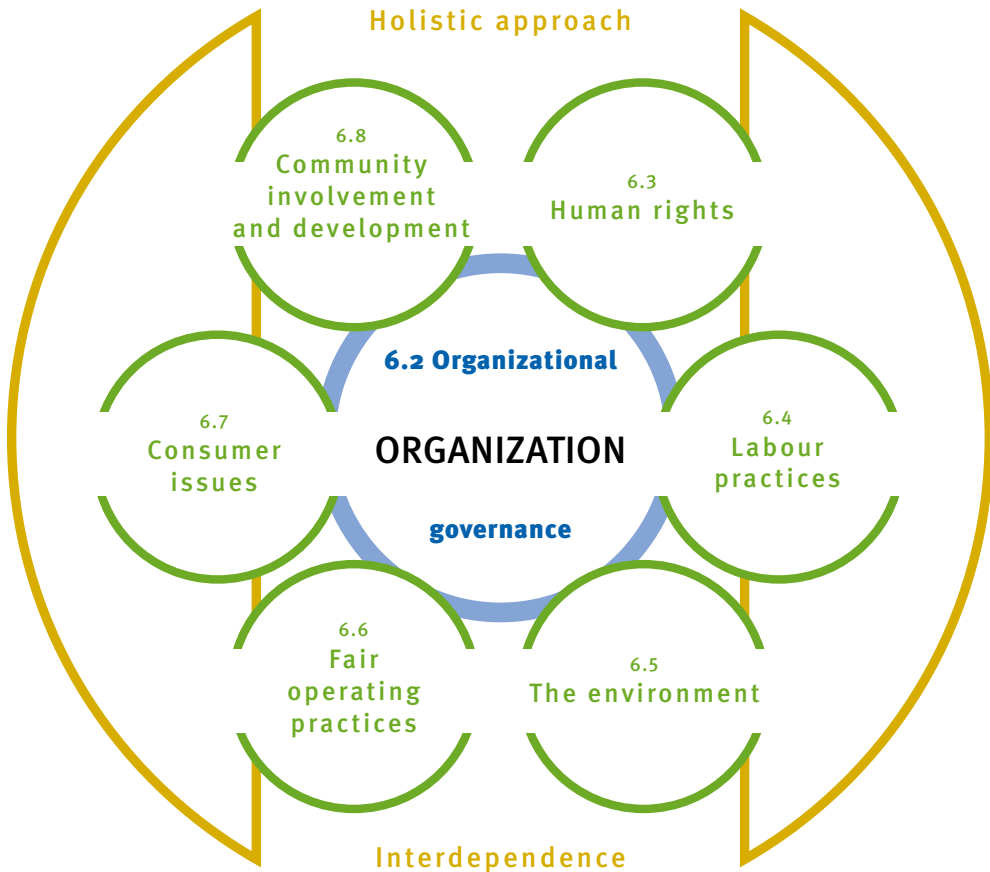 Holistic approach
6.8
Community
involvement
and development
6.3
Human rights
6.2 Organizational
ORGANIZATION
governance
6.7
Consumer
issues
6.4
Labour
practices
6.6
Fair
operating
practices
6.5
The environment
Interdependence